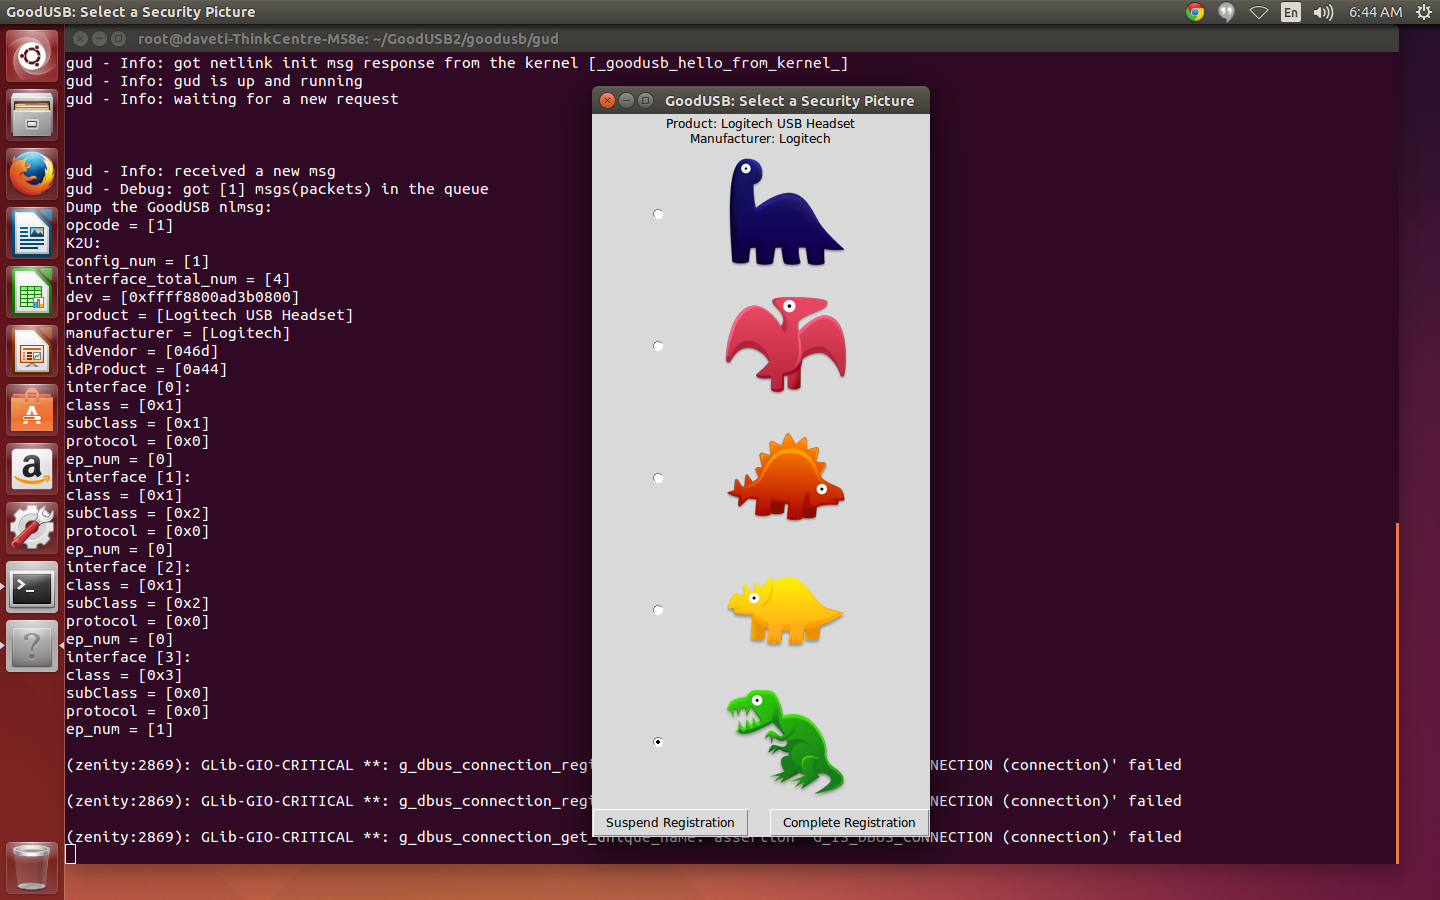 GoodUSB: Select a Security Picture
En
6:44 AM
root@daveti-ThinkCentre-M58e: ~/GoodUSB2/goodusb/gud
gud - Info: got netlink init msg response from the kernel [_goodusb_hello_from_kernel_]
gud - Info: gud is up and running
gud - Info: waiting for a new request
gud - Info: received a new msg
gud - Debug: got [1] msgs(packets) in the queue
Dump the GoodUSB nlmsg:
opcode = [1]
K2U:
config_num = [1]
interface_total_num = [4]
dev = [0xffff8800ad3b0800]
product = [Logitech USB Headset]
manufacturer = [Logitech]
idVendor = [046d]
idProduct = [0a44]
interface [0]:
class = [0x1]
subClass = [0x1]
protocol = [0x0]
ep_num = [0]
interface [1]:
class = [0x1]
subClass = [0x2]
protocol = [0x0]
ep_num = [0]
interface [2]:
class = [0x1]
subClass = [0x2]
protocol = [0x0]
ep_num = [0]
interface [3]:
class = [0x3]
subClass = [0x0]
protocol = [0x0]
ep_num = [1]
(zenity:2869): GLib-GIO-CRITICAL **: g_dbus_connection_regi NECTION (connection)' failed
(zenity:2869): GLib-GIO-CRITICAL **: g_dbus_connection_regi NECTION (connection)' failed
(zenity:2869): GLib-GIO-CRITICAL **: g_dbus_connection_get_unique_name: assertion 'G_IS_DBUS_CONNECTION (connection)' failed
GoodUSB: Select a Security Picture
Product: Logitech USB Headset
Manufacturer: Logitech
Suspend Registration
Complete Registration